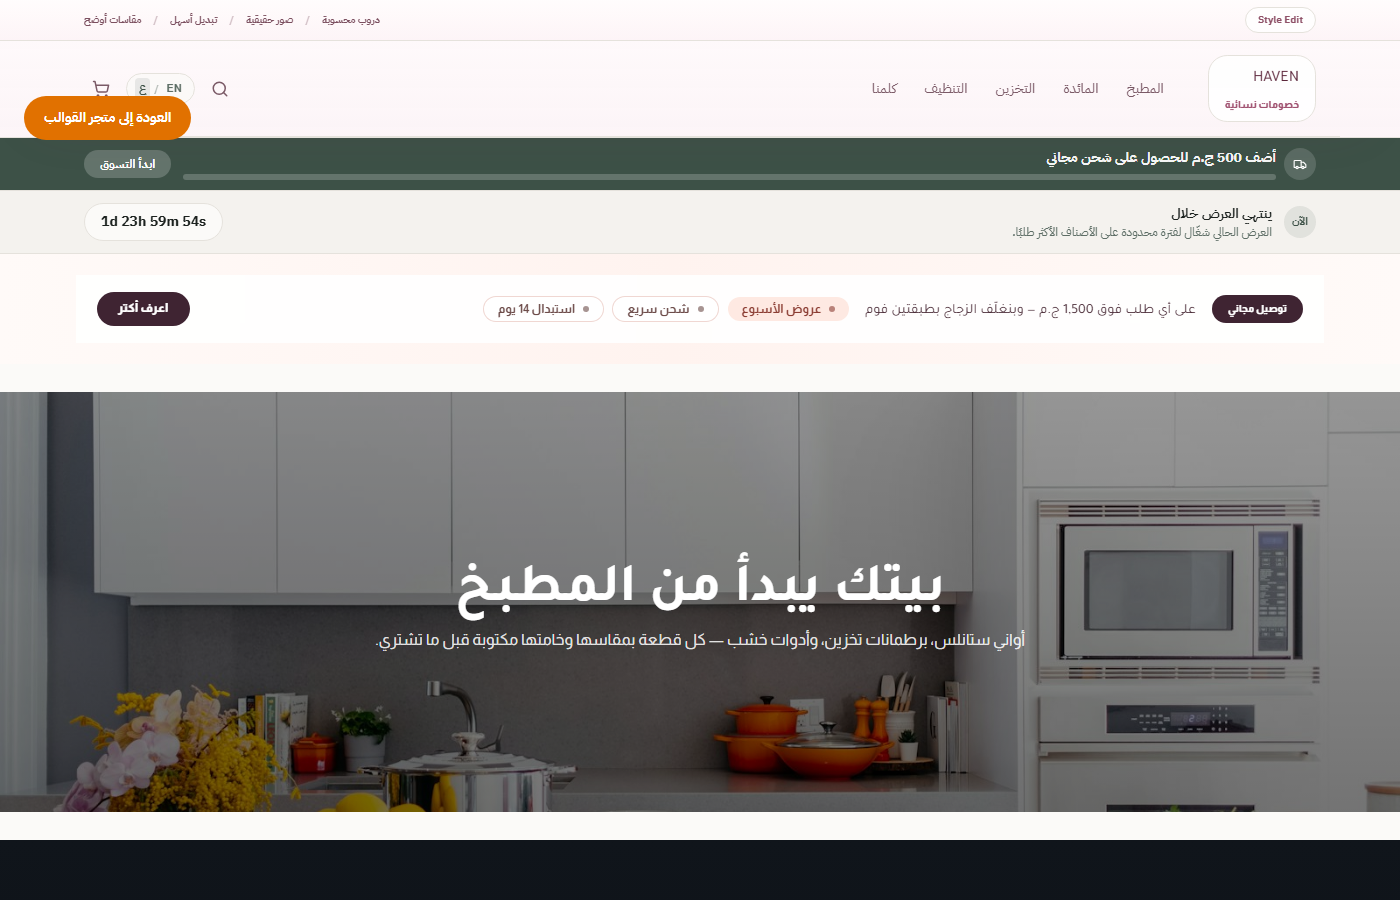 Style Edit
دروب محسوبة / صور حقيقية / تبديل أسهل / مقاسات أوضح
HAVEN
خصومات نسائية
المطبخ المائدة التخزين التنظيف كلمنا
EN / ع
العودة إلى متجر القوالب
أضف 500 ج.م للحصول على شحن مجاني
ابدأ التسوق
الآن
ينتهي العرض خلال
العرض الحالي شغّال لفترة محدودة على الأصناف الأكثر طلبًا.
1d 23h 59m 54s
توصيل مجاني
على أي طلب فوق 1,500 ج.م – وبنغلّف الزجاج بطبقتين فوم
عروض الأسبوع
شحن سريع
استبدال 14 يوم
اعرف أكثر
بيتك يبدأ من المطبخ
أواني ستانلس، برطمانات تخزين، وأدوات خشب — كل قطعة بمقاسها وخامتها مكتوبة قبل ما تشتري.